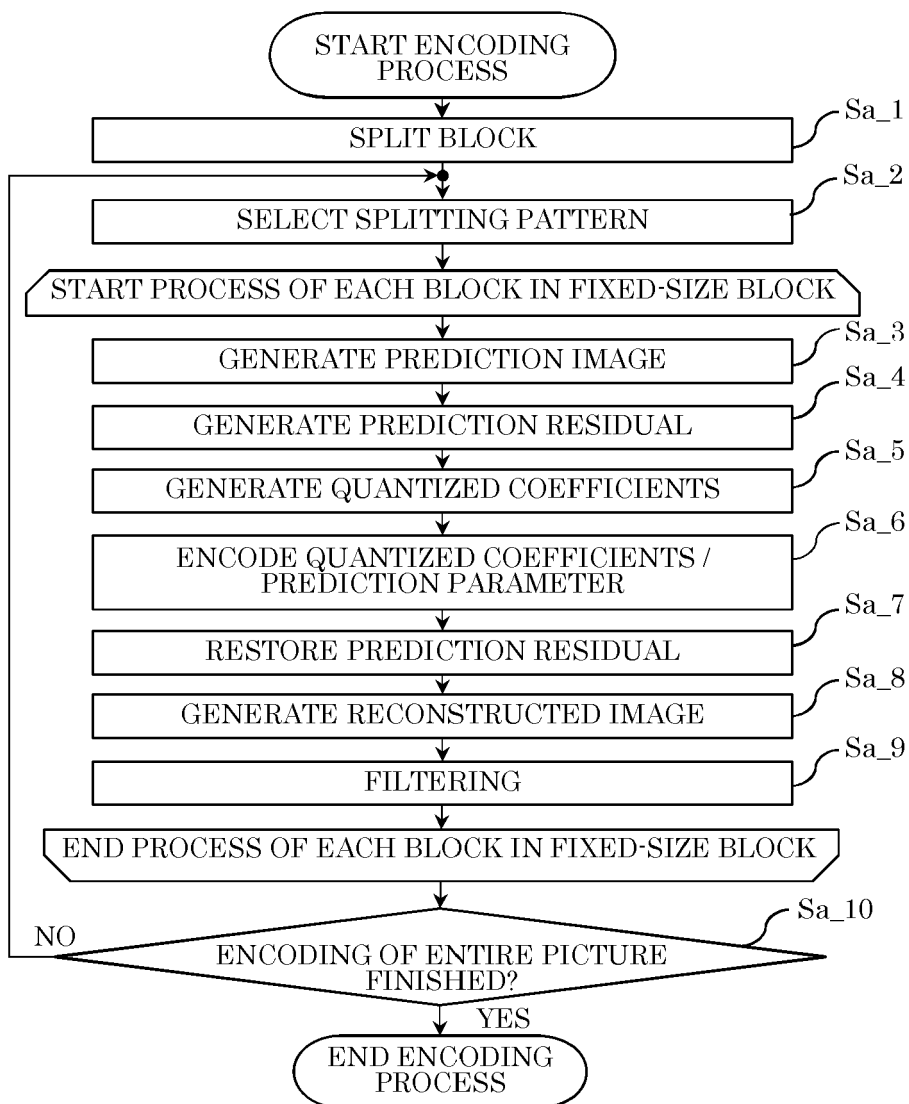 START ENCODING
PROCESS
Sa_1
SPLIT BLOCK
Sa_2
SELECT SPLITTING PATTERN
START PROCESS OF EACH BLOCK IN FIXED-SIZE BLOCK
Sa_3
GENERATE PREDICTION IMAGE
Sa_4
GENERATE PREDICTION RESIDUAL
Sa_5
GENERATE QUANTIZED COEFFICIENTS
Sa_6
ENCODE QUANTIZED COEFFICIENTS /
PREDICTION PARAMETER
Sa_7
RESTORE PREDICTION RESIDUAL
Sa_8
GENERATE RECONSTRUCTED IMAGE
Sa_9
FILTERING
END PROCESS OF EACH BLOCK IN FIXED-SIZE BLOCK
Sa_10
NO
ENCODING OF ENTIRE PICTURE
FINISHED?
YES
END ENCODING
PROCESS